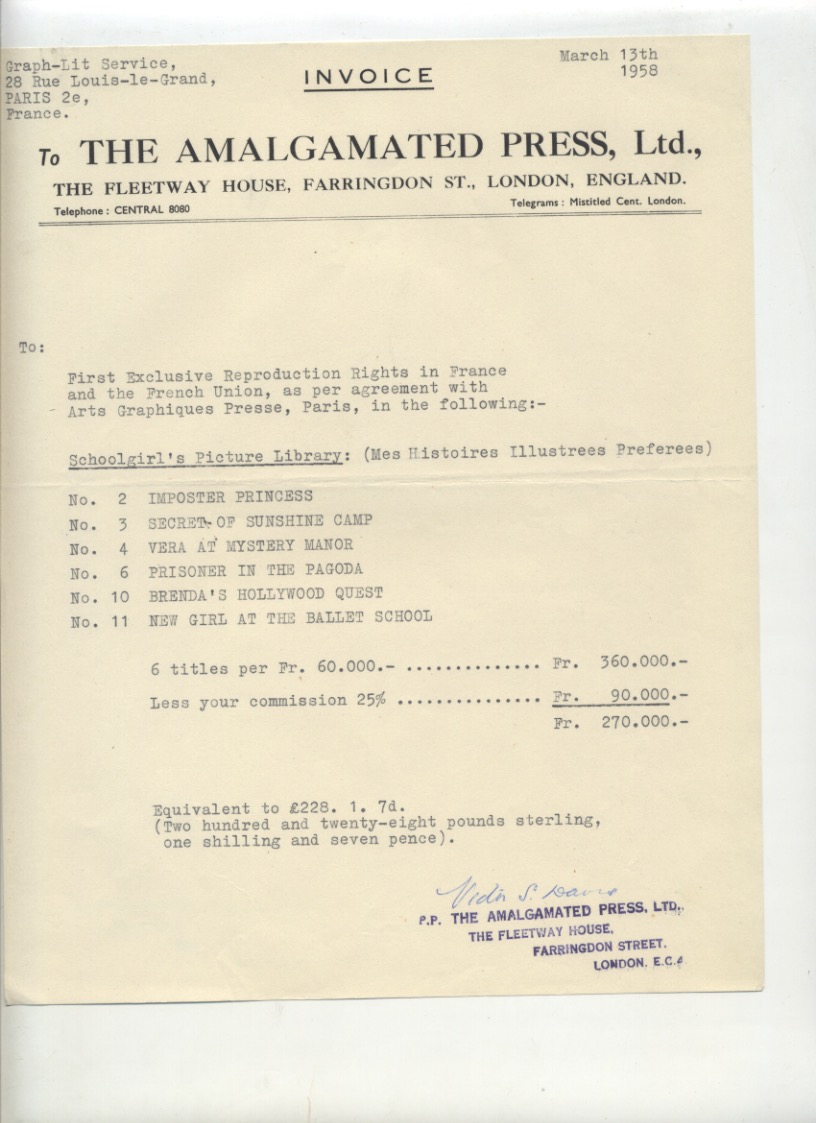 Graph-Lit Service,
28 Rue Louis-le-Grand,
PARIS 2e,
France.
INVOICE
March 13th
1958
To THE AMALGAMATED PRESS, Ltd.,
THE FLEETWAY HOUSE, FARRINGDON ST., LONDON, ENGLAND.
Telephone : CENTRAL 8080
Telegrams : Mistitled Cent. London.
To:
First Exclusive Reproduction Rights in France
and the French Union, as per agreement with
Arts Graphiques Presse, Paris, in the following:-
Schoolgirl's Picture Library: (Mes Histoires Illustrees Preferees)
No. 2 IMPOSTER PRINCESS
No. 3 SECRET OF SUNSHINE CAMP
No. 4 VERA AT MYSTERY MANOR
No. 6 PRISONER IN THE PAGODA
No. 10 BRENDA'S HOLLYWOOD QUEST
No. 11 NEW GIRL AT THE BALLET SCHOOL
6 titles per Fr. 60.000.- .............. Fr. 360.000.-
Less your commission 25% ............... Fr. 90.000.-
Fr. 270.000.-
Equivalent to £228. 1. 7d.
(Two hundred and twenty-eight pounds sterling,
one shilling and seven pence).
S. Davis
P.P. THE AMALGAMATED PRESS, LTD.,
THE FLEETWAY HOUSE,
FARRINGDON STREET,
LONDON, E.C.4